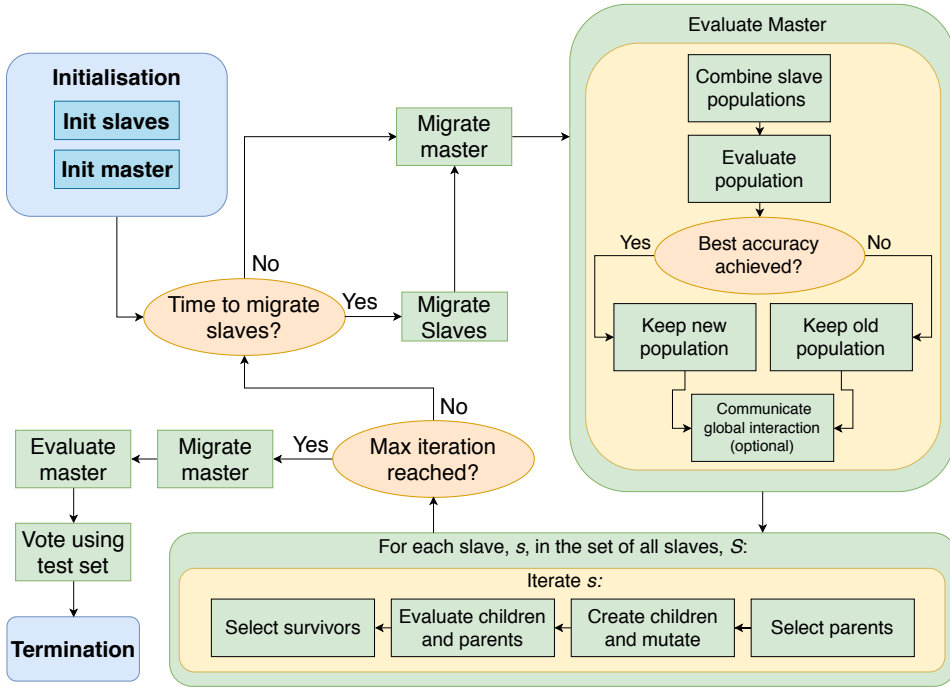 Initialisation
Init slaves
Init master
Time to migrate
slaves?
No
Yes
Migrate
Slaves
Migrate
master
Evaluate Master
Combine slave
populations
Evaluate
population
Best accuracy
achieved?
Yes
No
Keep new
population
Keep old
population
Communicate
global interaction
(optional)
For each slave, s, in the set of all slaves, S:
Iterate s:
Select parents
Create children
and mutate
Evaluate children
and parents
Select survivors
Max iteration
reached?
No
Yes
Migrate
master
Evaluate
master
Vote using
test set
Termination